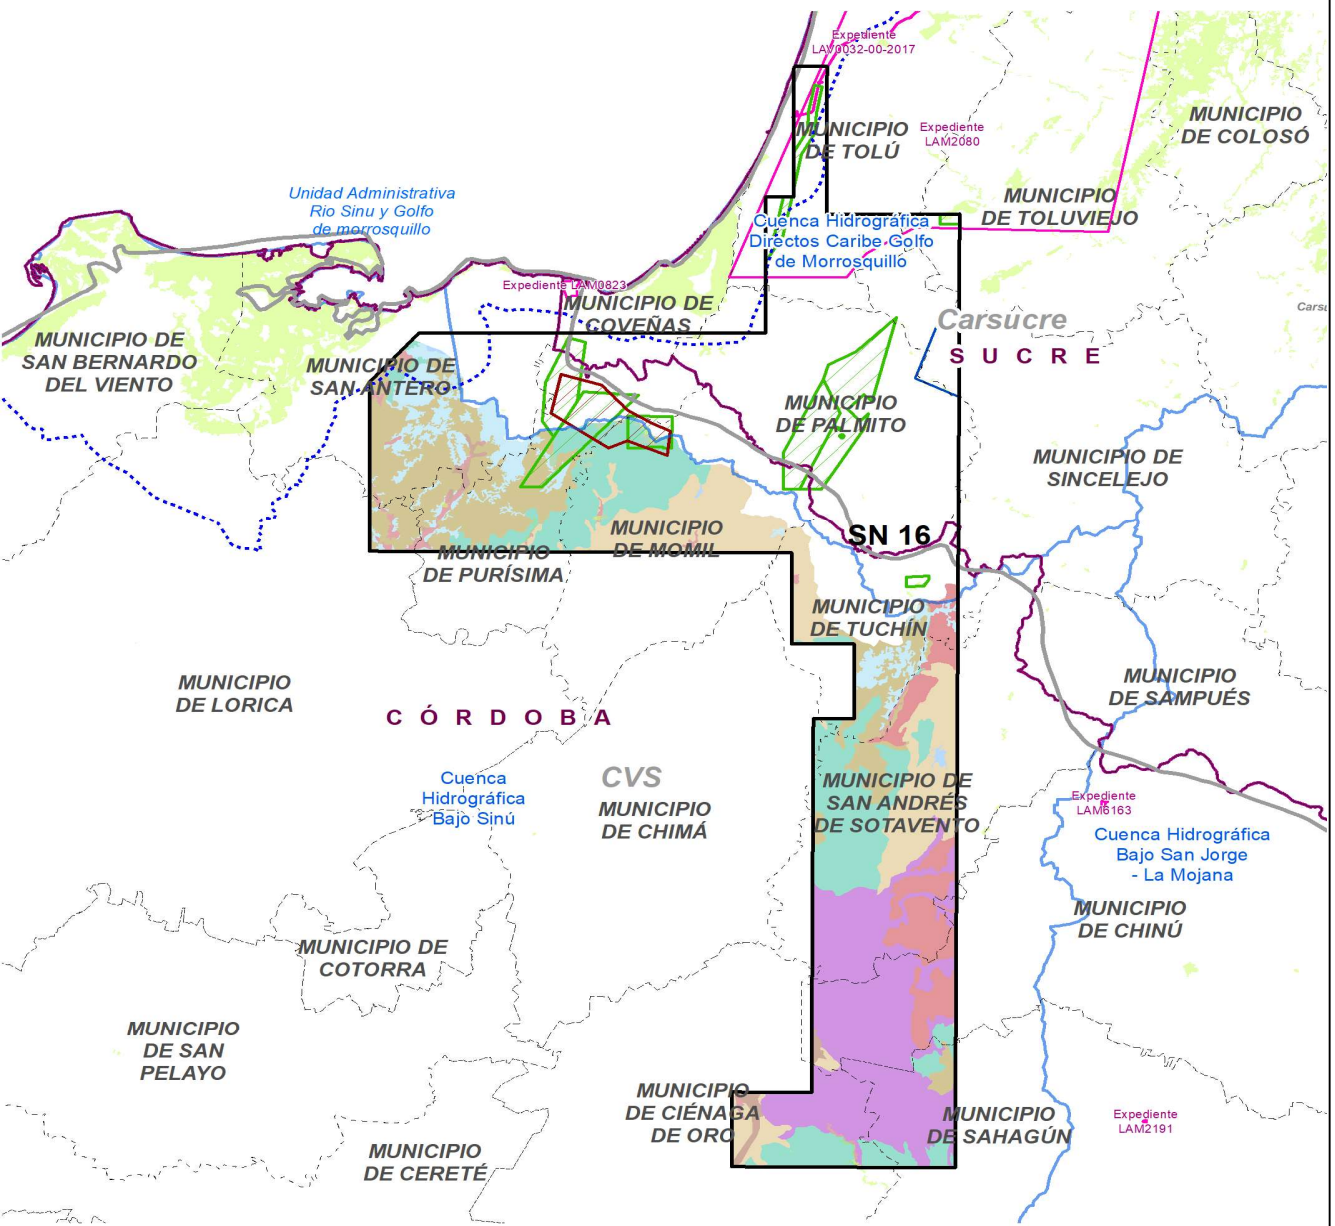 Expediente
LAV0032-00-2017
MUNICIPIO
DE COLOSÓ
MUNICIPIO
DE TOLÚ
Expediente
LAM2080
Unidad Administrativa
Rio Sinu y Golfo
de morrosquillo
MUNICIPIO
DE TOLUVIEJO
Cuenca Hidrográfica
Directos Caribe Golfo
de Morrosquillo
Expediente LAM0823
MUNICIPIO DE
COVEÑAS
Carsucre
SUCRE
MUNICIPIO DE
SAN BERNARDO
DEL VIENTO
MUNICIPIO DE
SAN ANTERO
MUNICIPIO
DE PALMITO
MUNICIPIO DE
SINCELEJO
SN 16
MUNICIPIO
DE MOMIL
MUNICIPIO
DE PURÍSIMA
MUNICIPIO
DE TUCHÍN
MUNICIPIO
DE LORICA
MUNICIPIO
DE SAMPUÉS
CÓRDOBA
Cuenca
Hidrográfica
Bajo Sinú
CVS
MUNICIPIO
DE CHIMÁ
MUNICIPIO DE
SAN ANDRÉS
DE SOTAVENTO
Expediente
LAM6163
Cuenca Hidrográfica
Bajo San Jorge
- La Mojana
MUNICIPIO
DE CHINÚ
MUNICIPIO DE
COTORRA
MUNICIPIO
DE SAN
PELAYO
MUNICIPIO
DE CIÉNAGA
DE ORO
MUNICIPIO
DE SAHAGÚN
Expediente
LAM2191
MUNICIPIO
DE CERETÉ